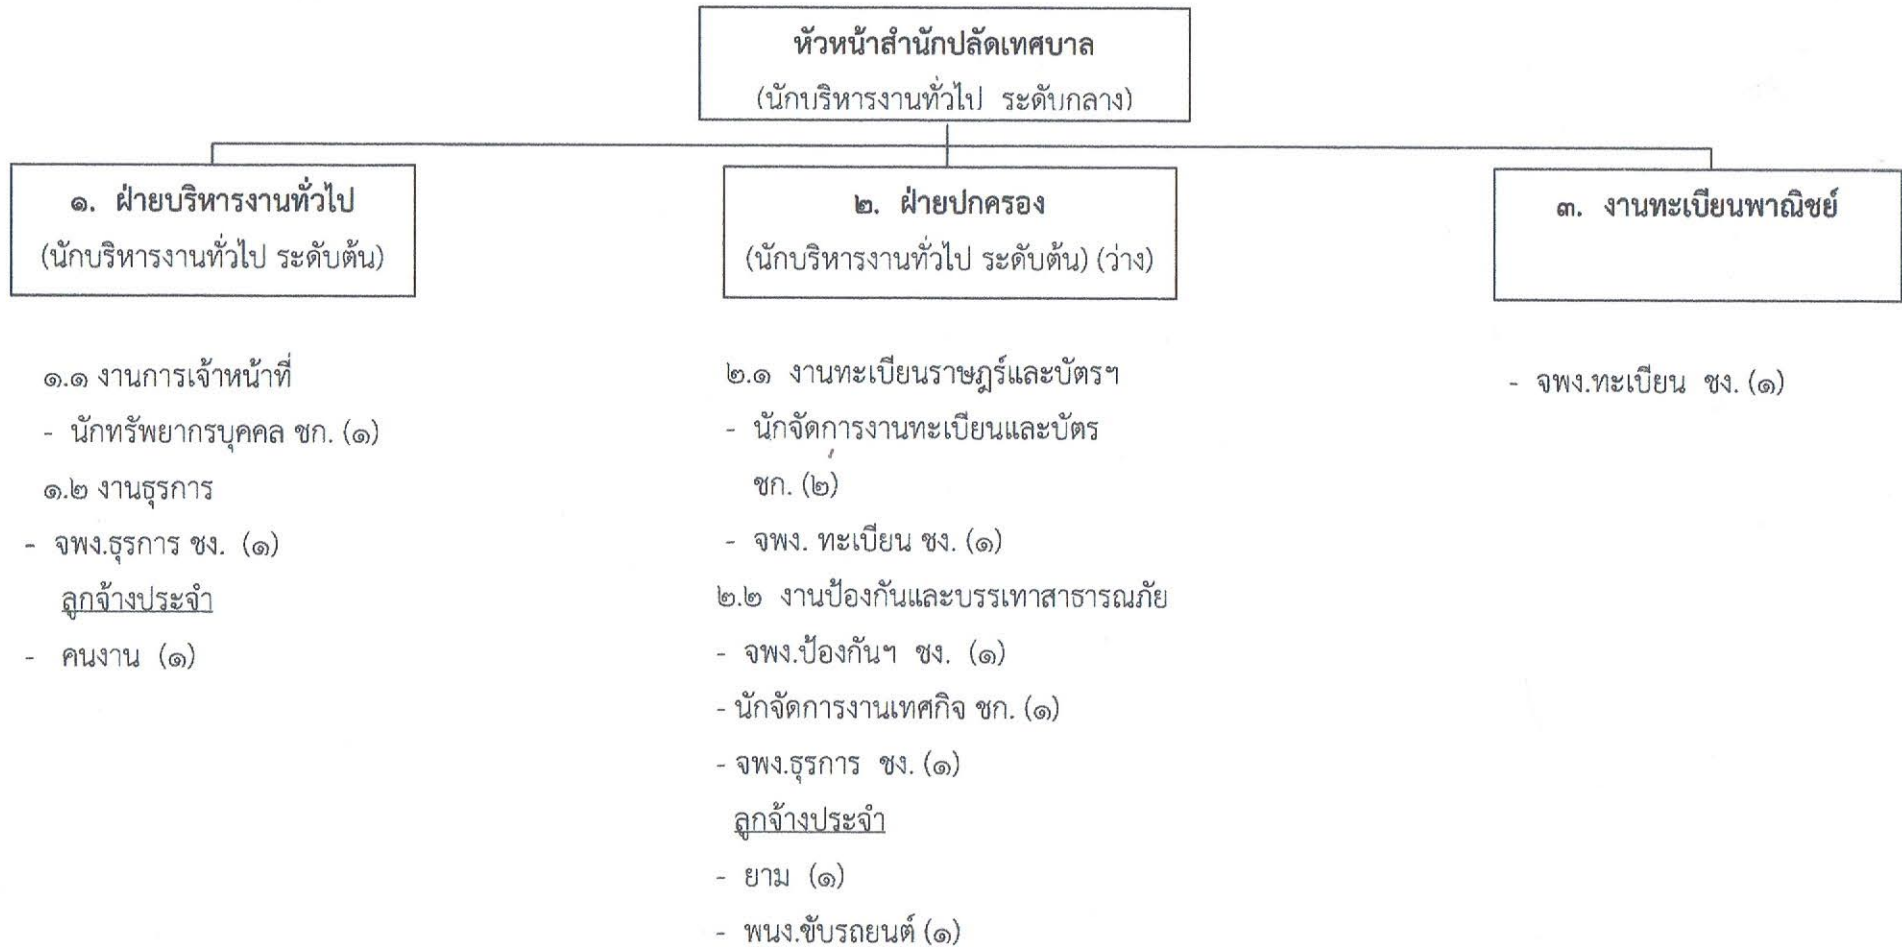 หัวหน้าสำนักปลัดเทศบาล
(นักบริหารงานทั่วไป ระดับกลาง)
๑. ฝ่ายบริหารงานทั่วไป
(นักบริหารงานทั่วไป ระดับต้น)
๑.๑ งานการเจ้าหน้าที่
- นักทรัพยากรบุคคล ชก. (๑)
๑.๒ งานธุรการ
- จพง.ธุรการ ชง. (๑)
ลูกจ้างประจำ
- คนงาน (๑)
๒. ฝ่ายปกครอง
(นักบริหารงานทั่วไป ระดับต้น) (ว่าง)
๒.๑ งานทะเบียนราษฎร์และบัตรฯ
- นักจัดการงานทะเบียนและบัตร
ชก. (๒)
- จพง. ทะเบียน ชง. (๑)
๒.๒ งานป้องกันและบรรเทาสาธารณภัย
- จพง.ป้องกันฯ ชง. (๑)
- นักจัดการงานเทศกิจ ชก. (๑)
- จพง.ธุรการ ชง. (๑)
ลูกจ้างประจำ
- ยาม (๑)
- พนง.ขับรถยนต์ (๑)
๓. งานทะเบียนพาณิชย์
- จพง.ทะเบียน ชง. (๑)